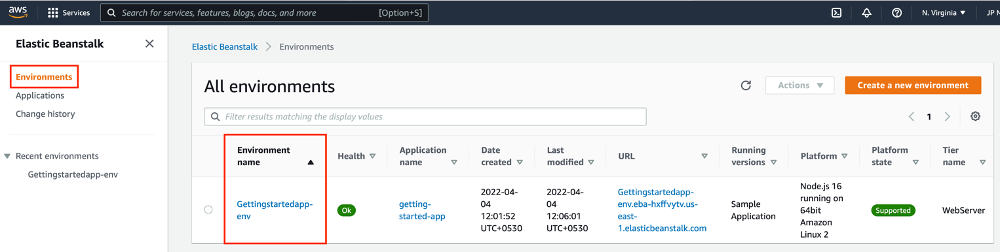 aws
Services
Search for services, features, blogs, docs, and more [Option+S]
N. Virginia
JP
Elastic Beanstalk
Environments
Applications
Change history
Recent environments
Gettingstartedapp-env
Elastic Beanstalk
Environments
All environments
Actions
Create a new environment
Filter results matching the display values
1
Environment
name
Health
Application
name
Date
created
Last
modified
URL
Running
versions
Platform
Platform
state
Tier
name
Gettingstartedapp-
env
Ok
getting-
started-app
2022-04-
04
12:01:52
UTC+0530
2022-04-
04
12:06:01
UTC+0530
Gettingstartedapp-
env.eba-hxffvytv.us-
east-
1.elasticbeanstalk.com
Sample
Application
Node.js 16
running on
64bit
Amazon
Linux 2
Supported
WebServer